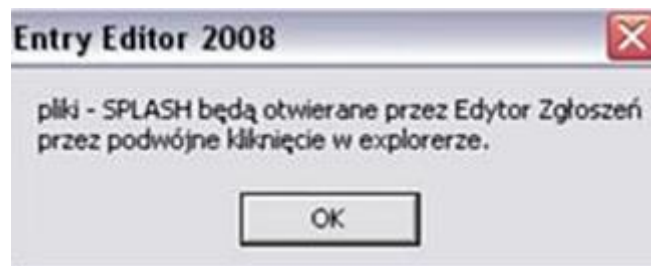 Entry Editor 2008
pliki - SPLASH będą otwierane przez Edytor Zgłoszeń
przez podwójne kliknięcie w explorerze.
OK